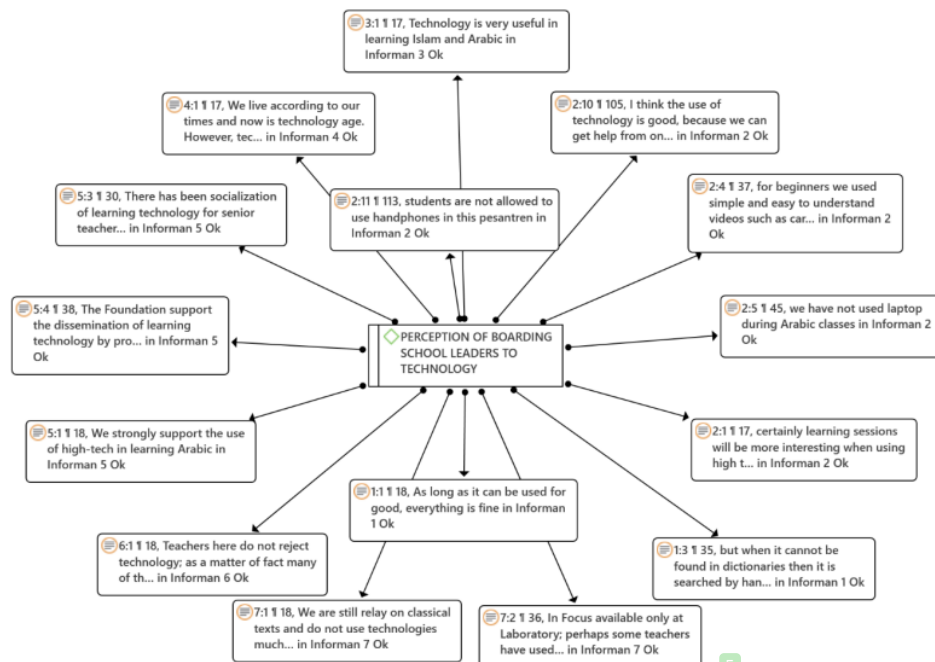 3:1 ¶ 17, Technology is very useful in
learning Islam and Arabic in
Informan 3 Ok
4:1 ¶ 17, We live according to our
times and now is technology age.
However, tec... in Informan 4 Ok
2:10 ¶ 105, I think the use of
technology is good, because we can
get help from on... in Informan
2 Ok
5:3 ¶ 30, There has been socialization
of learning technology for senior
teacher... in Informan 5 Ok
2:11 ¶ 113, students are not allowed to
use handphones in this pesantren in
Informan 2 Ok
2:4 ¶ 37, for beginners we used
simple and easy to understand
videos such as car... in Informan 2
Ok
5:4 ¶ 38, The Foundation support
the dissemination of learning
technology by pro... in Informan 5
Ok
PERCEPTION OF BOARDING
SCHOOL LEADERS TO
TECHNOLOGY
2:5 ¶ 45, we have not used laptop
during Arabic classes in Informan 2
Ok
5:1 ¶ 18, We strongly support the use
of high-tech in learning Arabic in
Informan 5 Ok
2:1 ¶ 17, certainly learning sessions
will be more interesting when using
high t... in Informan 2 Ok
1:1 ¶ 18, As long as it can be used for
good, everything is fine in Informan
1 Ok
6:1 ¶ 18, Teachers here do not reject
technology; as a matter of fact many
of th... in Informan 6 Ok
1:3 ¶ 35, but when it cannot be
found in dictionaries then it is
searched by han... in Informan 1 Ok
7:1 ¶ 18, We are still relay on classical
texts and do not use technologies
much... in Informan 7 Ok
7:2 ¶ 36, In Focus available only at
Laboratory; perhaps some teachers
have used... in Informan 7 Ok